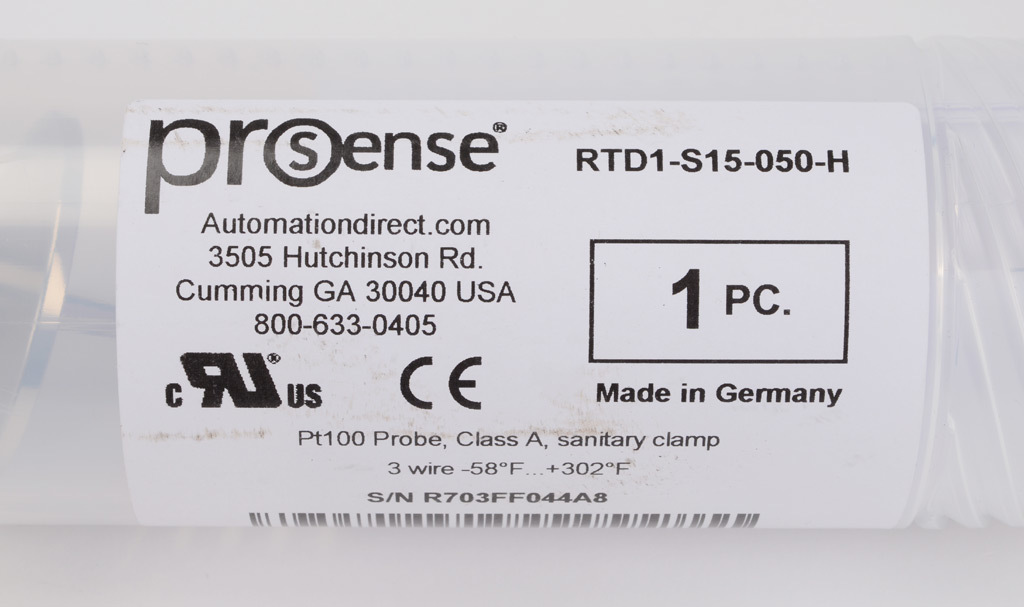 prosense®
RTD1-S15-050-H
Automationdirect.com
3505 Hutchinson Rd.
Cumming GA 30040 USA
800-633-0405
1 PC.
c RU® US
CE
Made in Germany
Pt100 Probe, Class A, sanitary clamp
3 wire -58°F...+302°F
S/N R703FF044A8